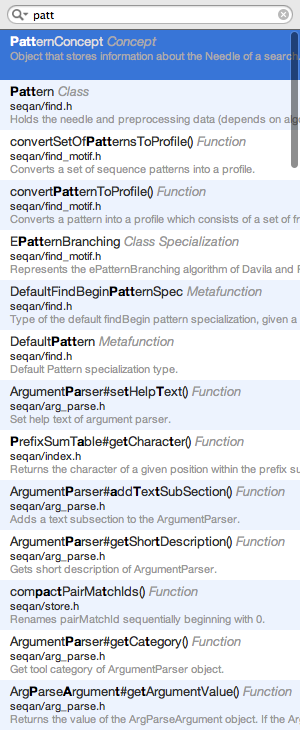 patt
PatternConcept Concept
Object that stores information about the Needle of a search
Pattern Class
seqan/find.h
Holds the needle and preprocessing data (depends on algo
convertSetOfPatternsToProfile() Function
seqan/find_motif.h
Converts a set of sequence patterns into a profile.
convertPatternToProfile() Function
seqan/find_motif.h
Converts a pattern into a profile which consists of a set of fr
EPatternBranching Class Specialization
seqan/find_motif.h
Represents the ePatternBranching algorithm of Davila and R
DefaultFindBeginPatternSpec Metafunction
seqan/find.h
Type of the default findBegin pattern specialization, given a
DefaultPattern Metafunction
seqan/find.h
Default Pattern specialization type.
ArgumentParser#setHelpText() Function
seqan/arg_parse.h
Set help text of argument parser.
PrefixSumTable#getCharacter() Function
seqan/index.h
Returns the character of a given position within the prefix su
ArgumentParser#addTextSubSection() Function
seqan/arg_parse.h
Adds a text subsection to the ArgumentParser.
ArgumentParser#getShortDescription() Function
seqan/arg_parse.h
Gets short description of ArgumentParser.
compactPairMatchIds() Function
seqan/store.h
Renames pairMatchId sequentially beginning with 0.
ArgumentParser#getCategory() Function
seqan/arg_parse.h
Get tool category of ArgumentParser object.
ArgParseArgument#getArgumentValue() Function
seqan/arg_parse.h
Returns the value of the ArgParseArgument object. If the Ar